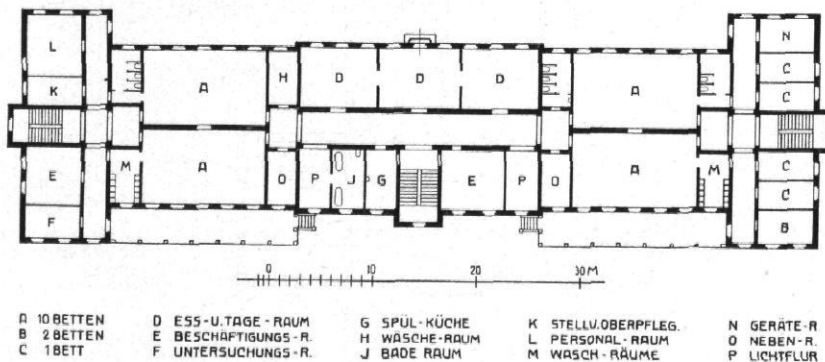 N
L
C
H D D D
A A
K C
M A A M C
E
O P J G E P O
C
F B
0 10 20 30 M
A 10 BETTEN D ESS-U.TAGE-RAUM G SPÜL-KÜCHE K STELLV.OBERPFLEG. N GERÄTE-R
B 2 BETTEN E BESCHÄFTIGUNGS-R. H WÄSCHE-RAUM L PERSONAL-RAUM O NEBEN-R.
C 1 BETT F UNTERSUCHUNGS-R. J BADE RAUM M WASCH-RÄUME P LICHTFLUR